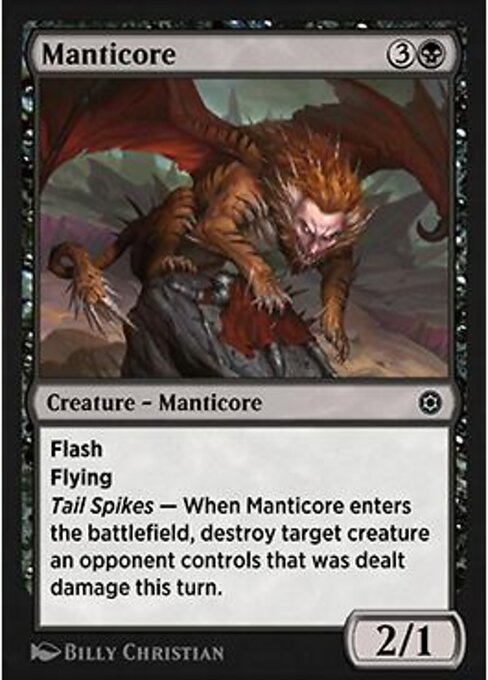 Manticore 3
Creature – Manticore
Flash
Flying
Tail Spikes — When Manticore enters
the battlefield, destroy target creature
an opponent controls that was dealt
damage this turn.
2/1
BILLY CHRISTIAN